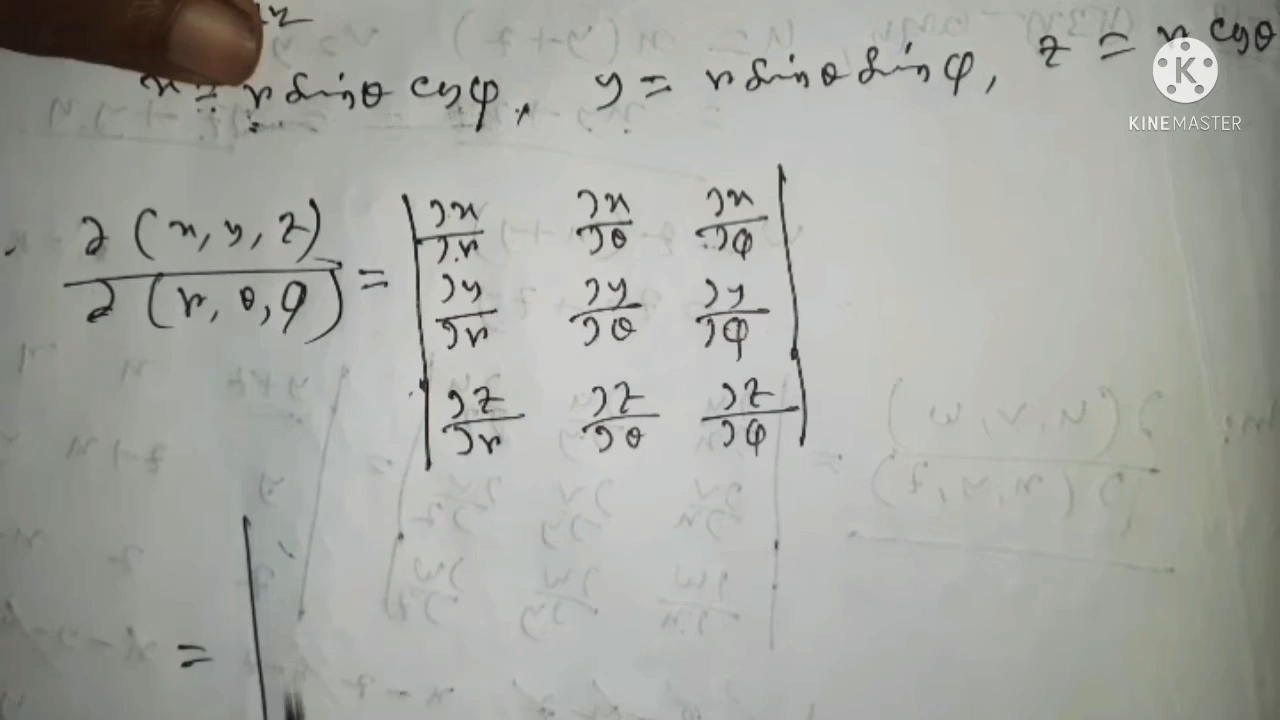 x = r sinθ cosφ, y = r sinθ sinφ, z = r cosθ
KINEMASTER
∂(x, y, z) / ∂(r, θ, φ) = | ∂x/∂r ∂x/∂θ ∂x/∂φ |
| ∂y/∂r ∂y/∂θ ∂y/∂φ |
| ∂z/∂r ∂z/∂θ ∂z/∂φ |
= |